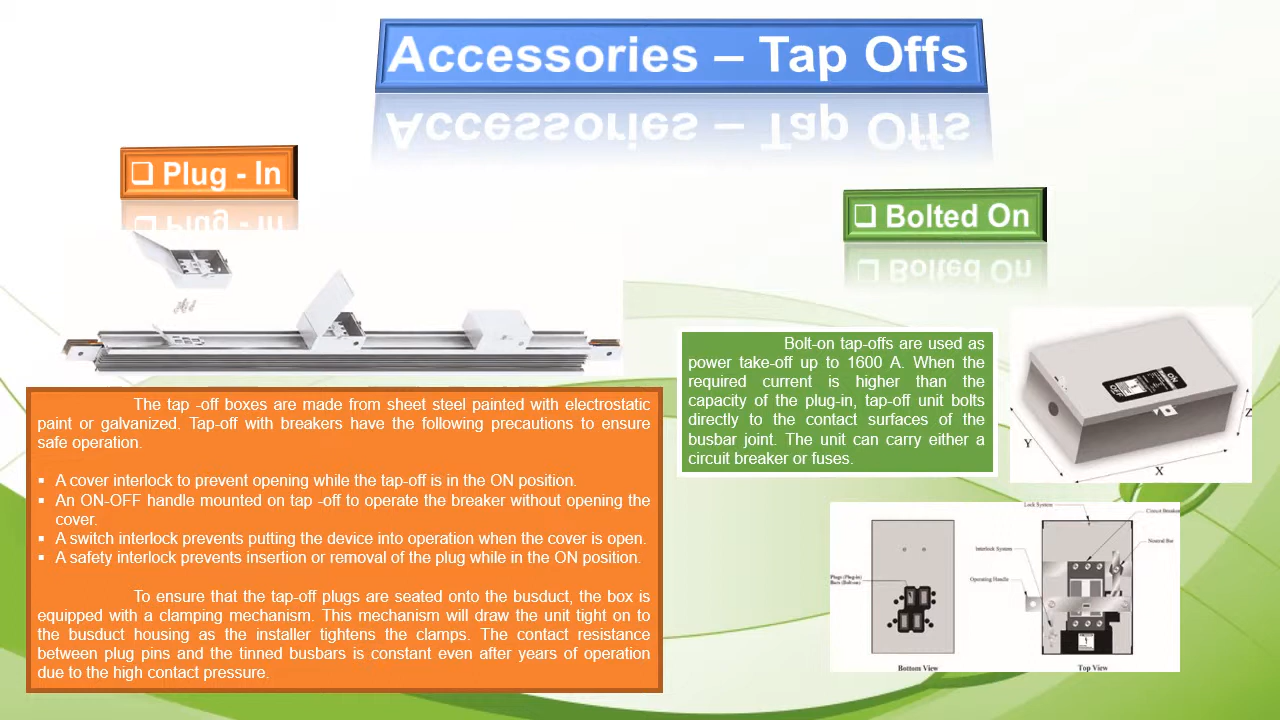 Accessories – Tap Offs
❑ Plug - In
❑ Bolted On
The tap -off boxes are made from sheet steel painted with electrostatic
paint or galvanized. Tap-off with breakers have the following precautions to ensure
safe operation.
▪ A cover interlock to prevent opening while the tap-off is in the ON position.
▪ An ON-OFF handle mounted on tap -off to operate the breaker without opening the
cover.
▪ A switch interlock prevents putting the device into operation when the cover is open.
▪ A safety interlock prevents insertion or removal of the plug while in the ON position.
To ensure that the tap-off plugs are seated onto the busduct, the box is
equipped with a clamping mechanism. This mechanism will draw the unit tight on to
the busduct housing as the installer tightens the clamps. The contact resistance
between plug pins and the tinned busbars is constant even after years of operation
due to the high contact pressure.
Bolt-on tap-offs are used as
power take-off up to 1600 A. When the
required current is higher than the
capacity of the plug-in, tap-off unit bolts
directly to the contact surfaces of the
busbar joint. The unit can carry either a
circuit breaker or fuses.
ON
OFF
Y
X
Z
Lock System
Circuit Breaker
Interlock System
Neutral Bar
Plugs (Plug-In)
Bars (Bolt-on)
Operating Handle
Bottom View
Top View